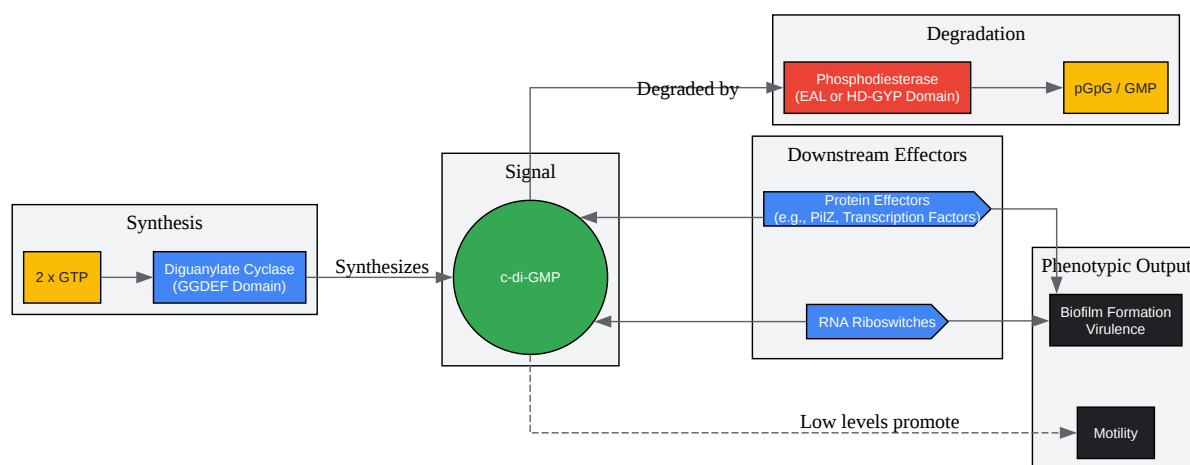 Degradation
Phosphodiesterase
(EAL or HD-GYP Domain)
pGpG / GMP
Degraded by
Downstream Effectors
Signal
Protein Effectors
(e.g., PilZ, Transcription Factors)
Synthesis
2 x GTP
Diguanylate Cyclase
(GGDEF Domain)
Synthesizes
c-di-GMP
Phenotypic Output
RNA Riboswitches
Biofilm Formation
Virulence
Low levels promote
Motility